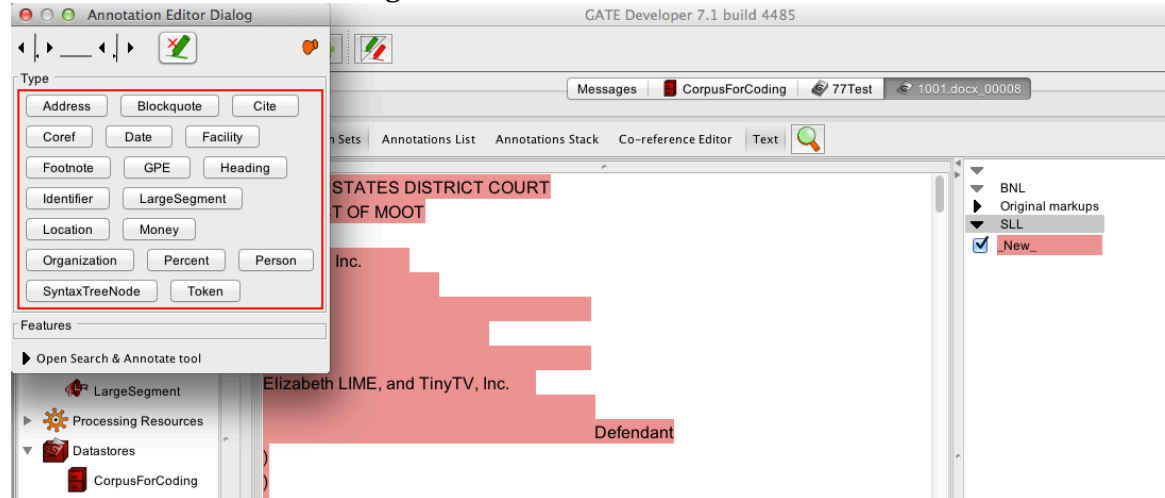 Annotation Editor Dialog
GATE Developer 7.1 build 4485
Type
Address Blockquote Cite
Coref Date Facility
Footnote GPE Heading
Identifier LargeSegment
Location Money
Organization Percent Person
SyntaxTreeNode Token
Features
Open Search & Annotate tool
Messages CorpusForCoding 77Test 1001.docx_00008
Sets Annotations List Annotations Stack Co-reference Editor Text
STATES DISTRICT COURT
OF MOOT
Inc.
Elizabeth LIME, and TinyTV, Inc.
Defendant
)
)
BNL
Original markups
SLL
_New_
LargeSegment
Processing Resources
Datastores
CorpusForCoding